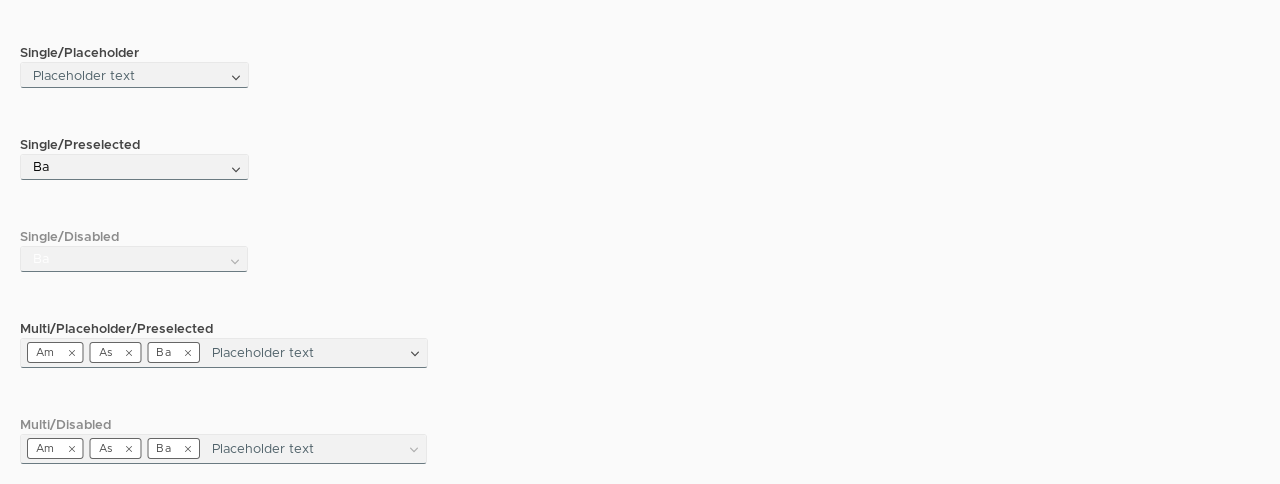 Single/Placeholder
Placeholder text
Single/Preselected
Ba
Single/Disabled
Ba
Multi/Placeholder/Preselected
Am As Ba Placeholder text
Multi/Disabled
Am As Ba Placeholder text